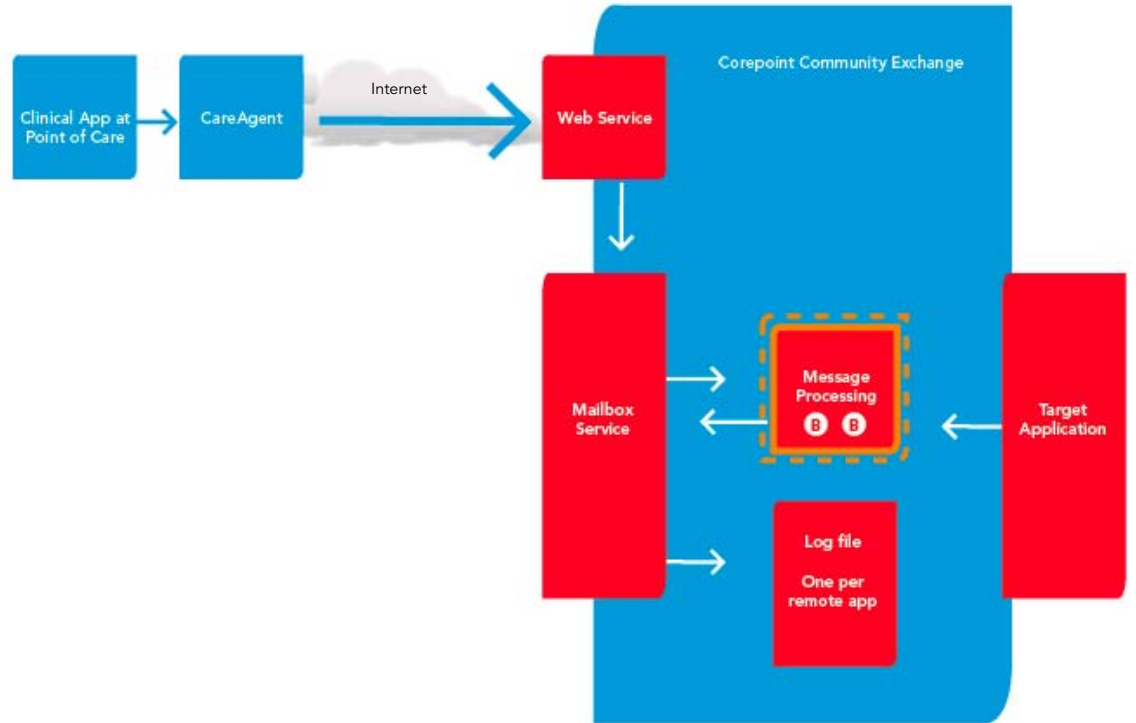 Corepoint Community Exchange
Clinical App at
Point of Care
CareAgent
Internet
Web Service
Mailbox
Service
Message
Processing
B B
Target
Application
Log file
One per
remote app